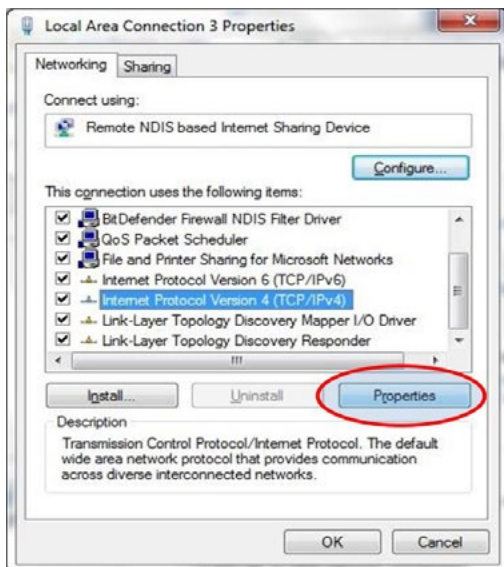 Local Area Connection 3 Properties
Networking Sharing
Connect using:
Remote NDIS based Internet Sharing Device
Configure...
This connection uses the following items:
BitDefender Firewall NDIS Filter Driver
QoS Packet Scheduler
File and Printer Sharing for Microsoft Networks
Internet Protocol Version 6 (TCP/IPv6)
Internet Protocol Version 4 (TCP/IPv4)
Link-Layer Topology Discovery Mapper I/O Driver
Link-Layer Topology Discovery Responder
Install... Uninstall Properties
Description
Transmission Control Protocol/Internet Protocol. The default
wide area network protocol that provides communication
across diverse interconnected networks.
OK Cancel